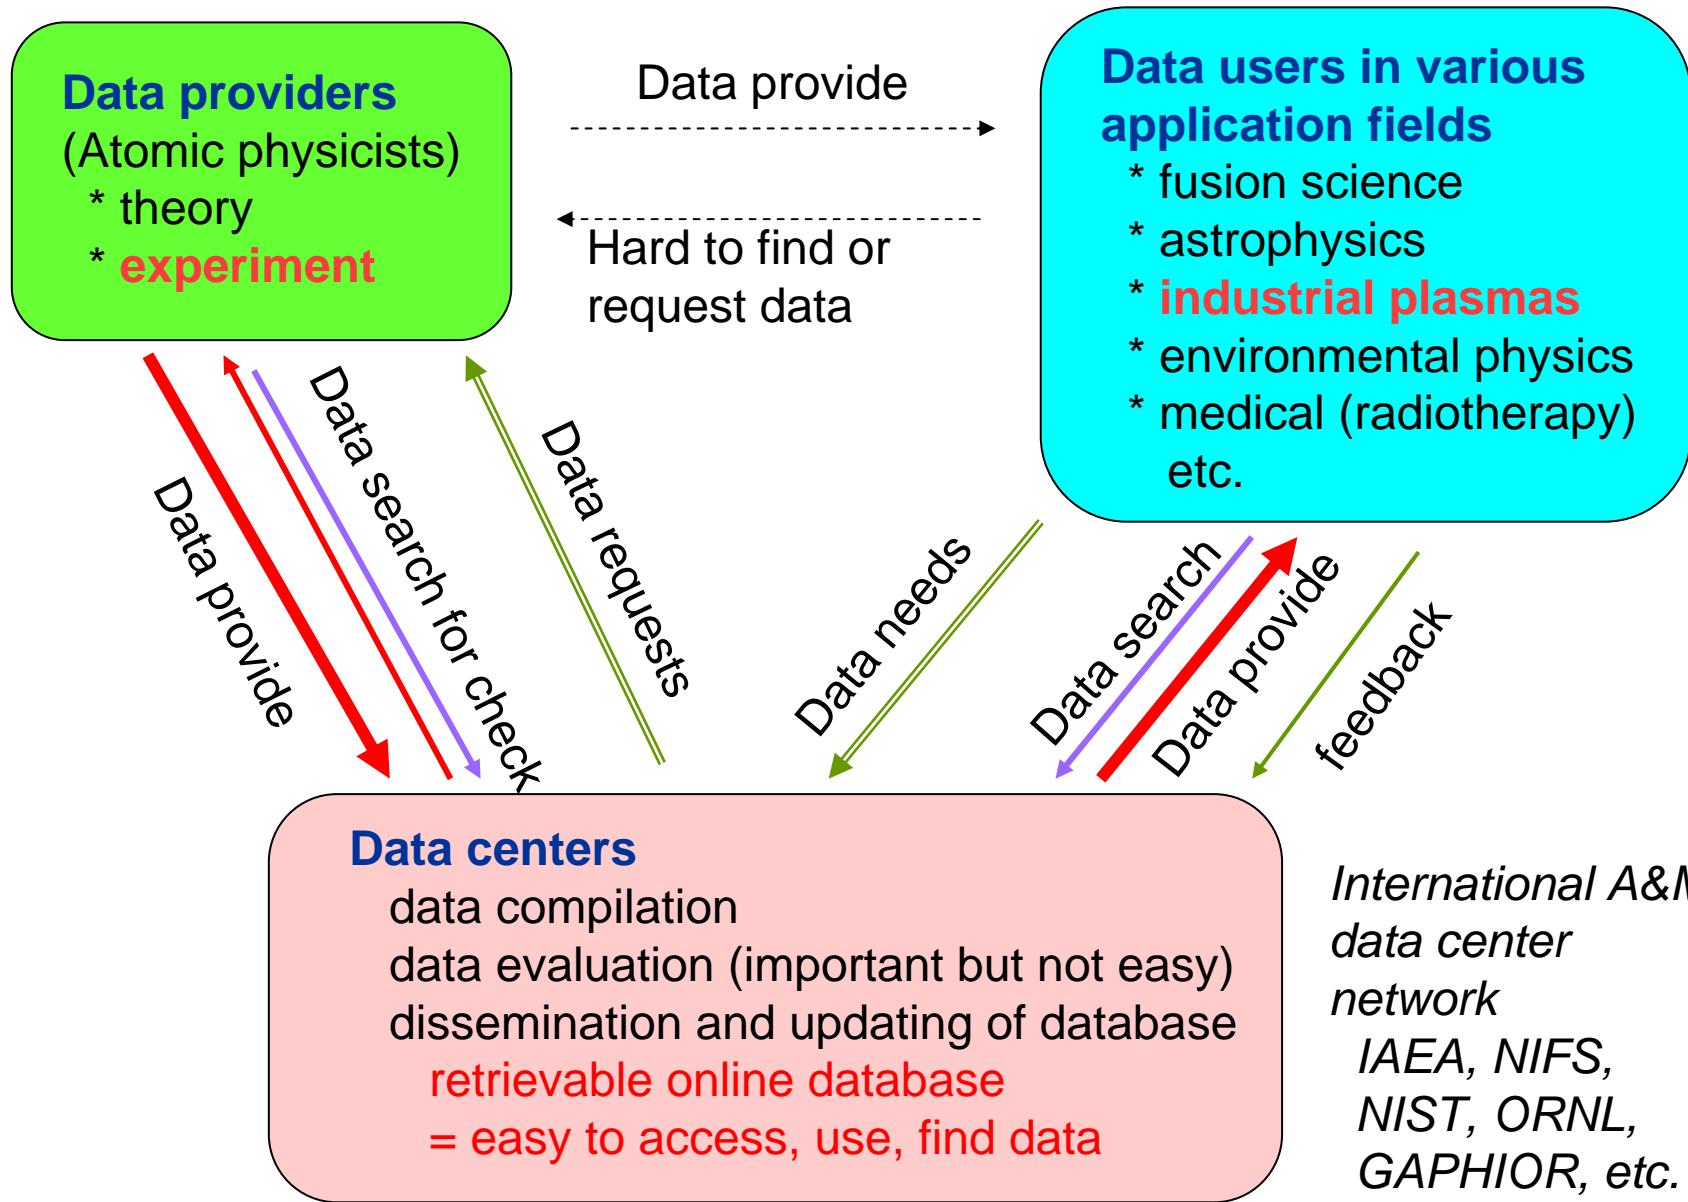 Data providers
(Atomic physicists)
* theory
* experiment
Data provide
Hard to find or
request data
Data users in various
application fields
* fusion science
* astrophysics
* industrial plasmas
* environmental physics
* medical (radiotherapy)
etc.
Data provide
Data search for check
Data requests
Data needs
Data search
Data provide
feedback
Data centers
data compilation
data evaluation (important but not easy)
dissemination and updating of database
retrievable online database
= easy to access, use, find data
International A&M
data center
network
IAEA, NIFS,
NIST, ORNL,
GAPHIOR, etc.